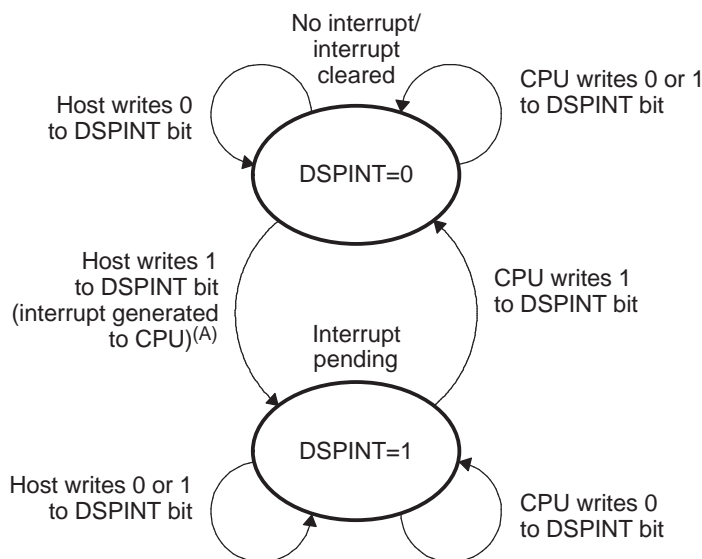 No interrupt/
interrupt
cleared
Host writes 0
to DSPINT bit
CPU writes 0 or 1
to DSPINT bit
DSPINT=0
Host writes 1
to DSPINT bit
(interrupt generated
to CPU)(A)
CPU writes 1
to DSPINT bit
Interrupt
pending
DSPINT=1
Host writes 0 or 1
to DSPINT bit
CPU writes 0
to DSPINT bit